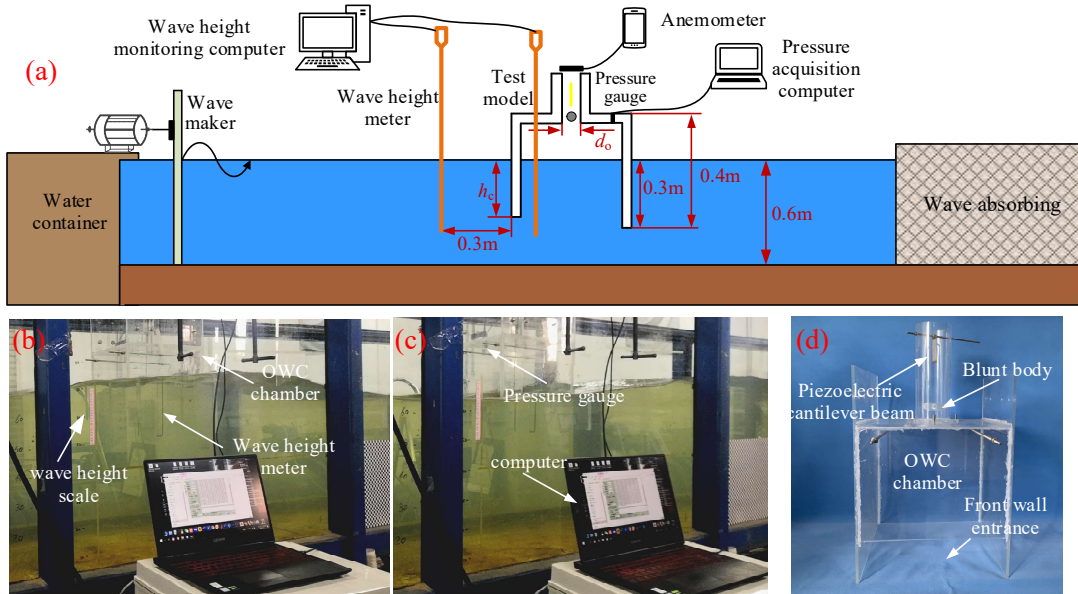 Wave height
monitoring computer
Anemometer
(a)
Pressure
acquisition
computer
Wave
maker
Wave height
meter
Test
model
Pressure
gauge
dₒ
Water
container
h_c
0.3m
0.4m
0.3m
0.6m
Wave absorbing
(b)
OWC
chamber
wave height
scale
Wave height
meter
(c)
Pressure gauge
computer
(d)
Piezoelectric
cantilever beam
Blunt body
OWC
chamber
Front wall
entrance